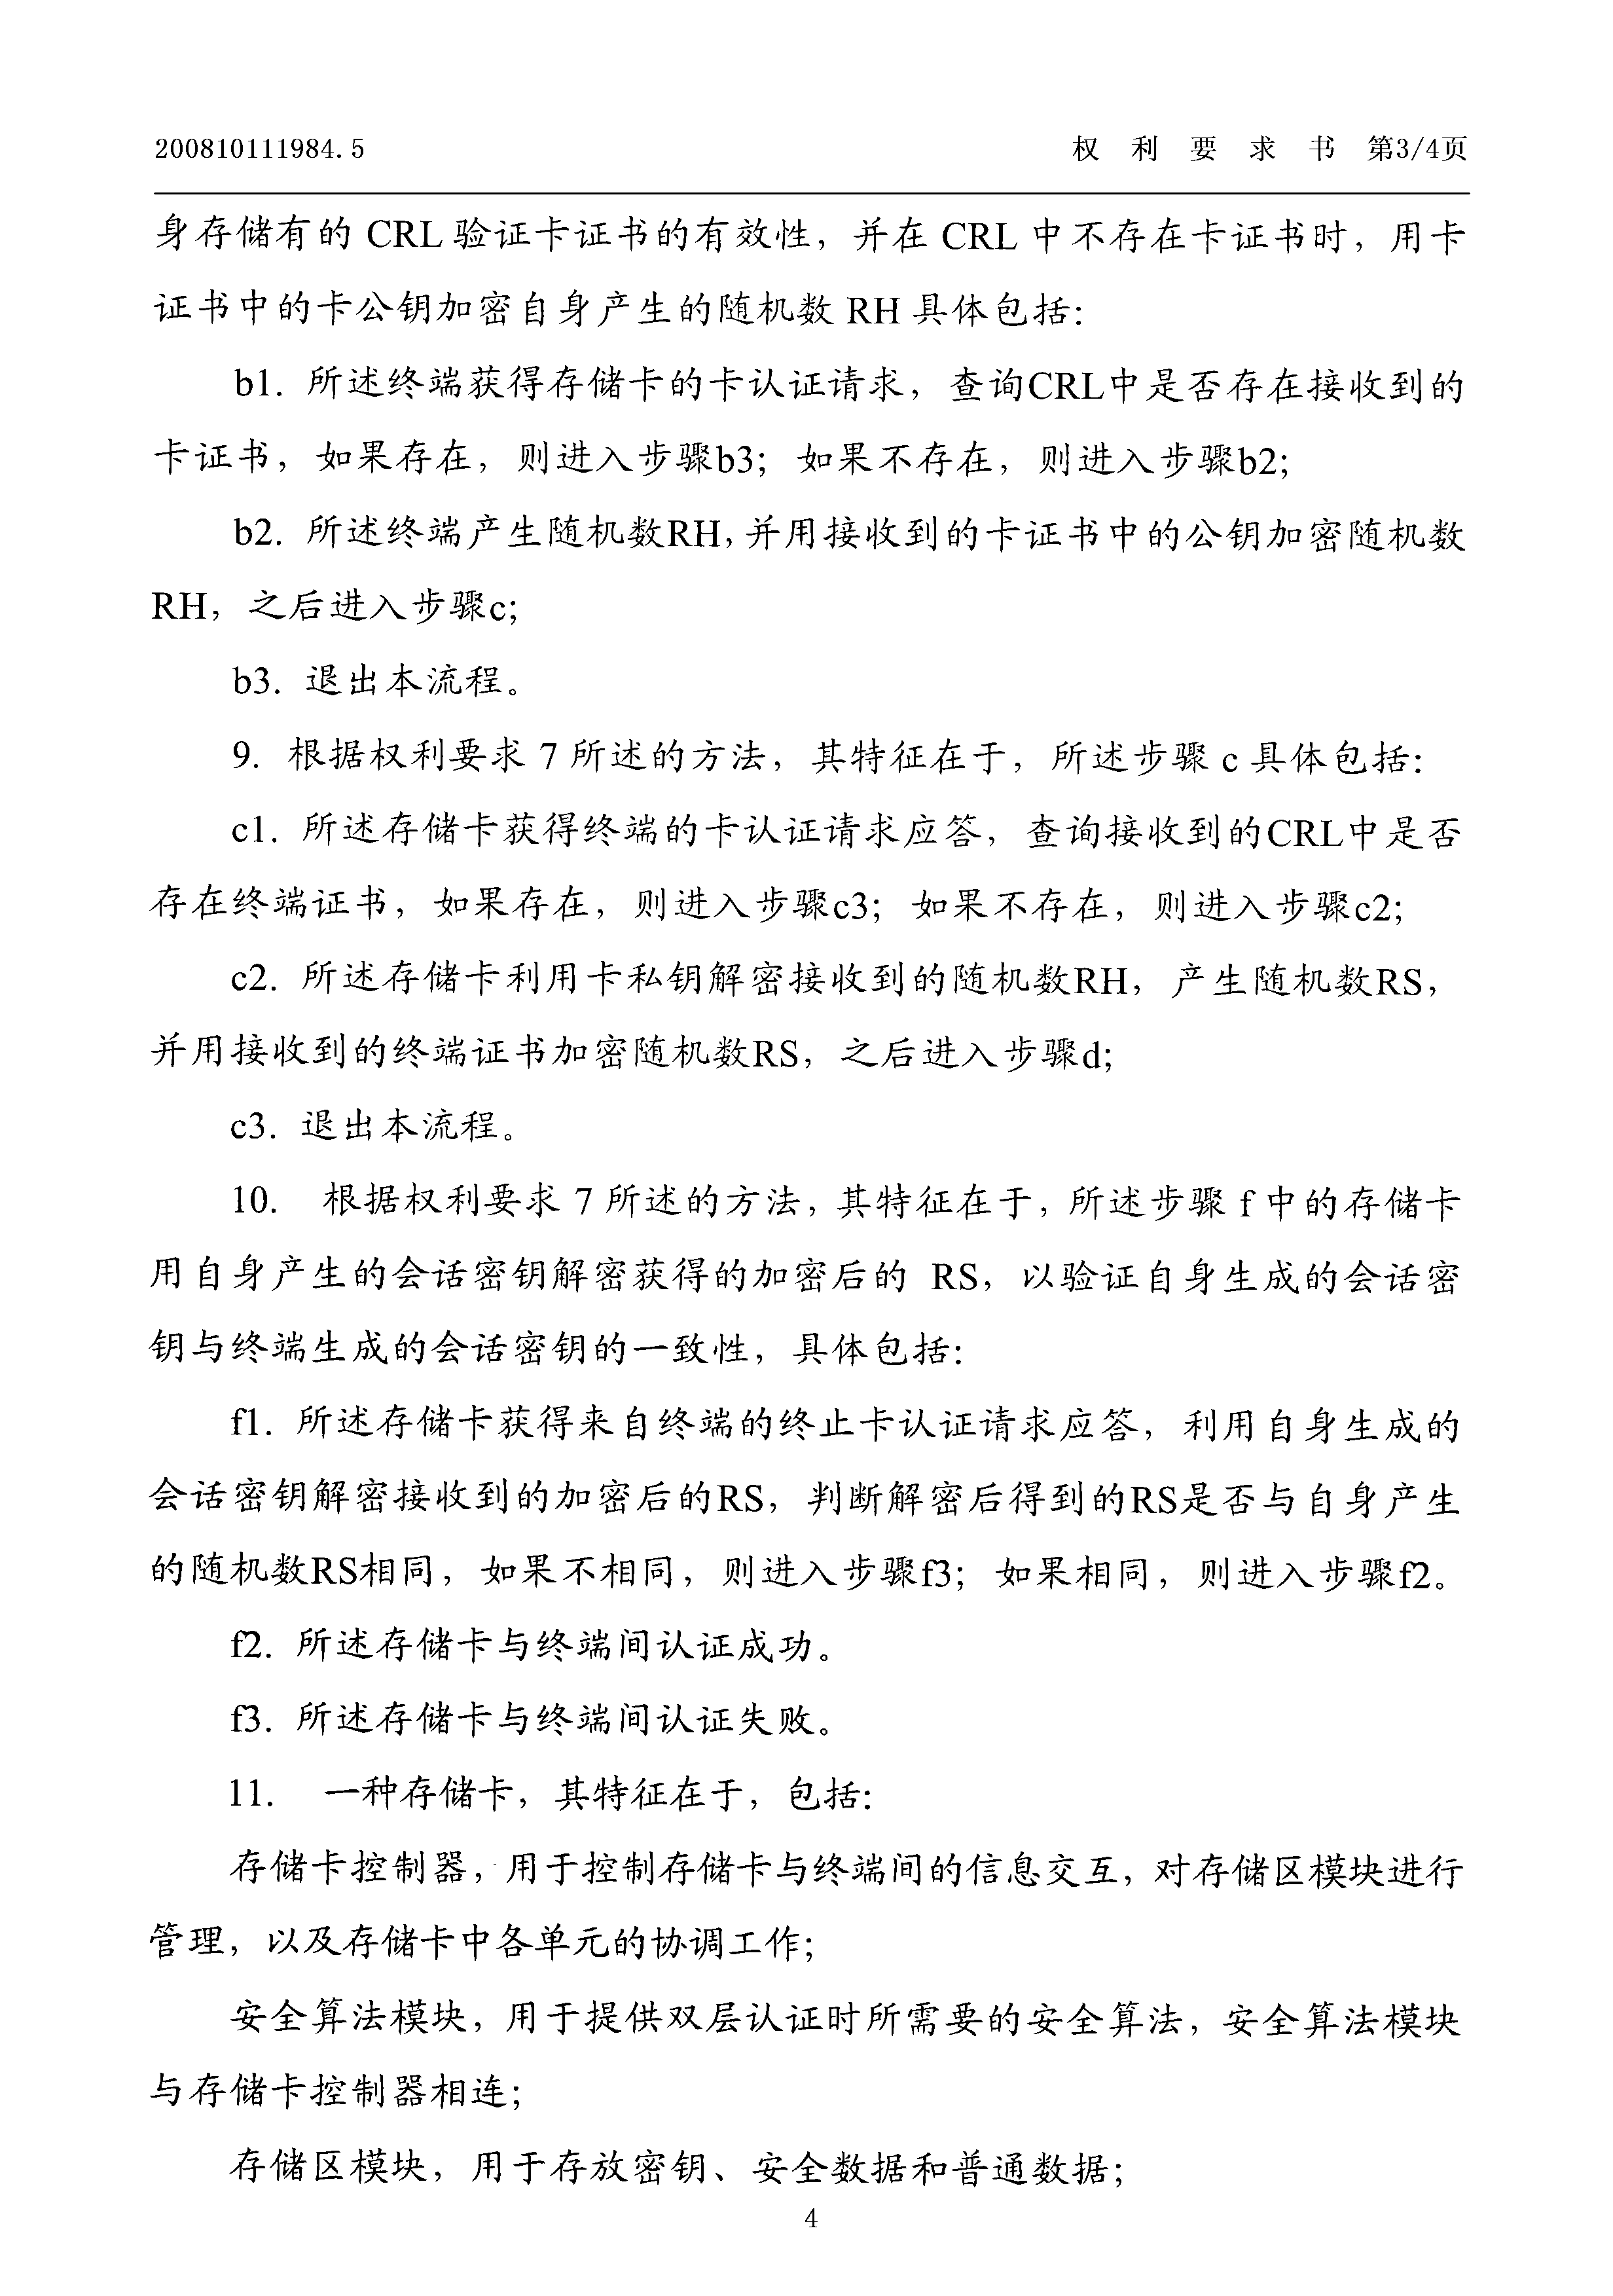 200810111984.5 权 利 要 求 书 第3/4页
身存储有的 CRL 验证卡证书的有效性，并在 CRL 中不存在卡证书时，用卡
证书中的卡公钥加密自身产生的随机数 RH 具体包括：
b1. 所述终端获得存储卡的卡认证请求，查询CRL中是否存在接收到的
卡证书，如果存在，则进入步骤b3；如果不存在，则进入步骤b2；
b2. 所述终端产生随机数RH，并用接收到的卡证书中的公钥加密随机数
RH，之后进入步骤c；
b3. 退出本流程。
9. 根据权利要求 7 所述的方法，其特征在于，所述步骤 c 具体包括：
c1. 所述存储卡获得终端的卡认证请求应答，查询接收到的CRL中是否
存在终端证书，如果存在，则进入步骤c3；如果不存在，则进入步骤c2；
c2. 所述存储卡利用卡私钥解密接收到的随机数RH，产生随机数RS，
并用接收到的终端证书加密随机数RS，之后进入步骤d；
c3. 退出本流程。
10. 根据权利要求 7 所述的方法，其特征在于，所述步骤 f 中的存储卡
用自身产生的会话密钥解密获得的加密后的 RS，以验证自身生成的会话密
钥与终端生成的会话密钥的一致性，具体包括：
f1. 所述存储卡获得来自终端的终止卡认证请求应答，利用自身生成的
会话密钥解密接收到的加密后的RS，判断解密后得到的RS是否与自身产生
的随机数RS相同，如果不相同，则进入步骤f3；如果相同，则进入步骤f2。
f2. 所述存储卡与终端间认证成功。
f3. 所述存储卡与终端间认证失败。
11. 一种存储卡，其特征在于，包括：
存储卡控制器，用于控制存储卡与终端间的信息交互，对存储区模块进行
管理，以及存储卡中各单元的协调工作；
安全算法模块，用于提供双层认证时所需要的安全算法，安全算法模块
与存储卡控制器相连；
存储区模块，用于存放密钥、安全数据和普通数据；
4